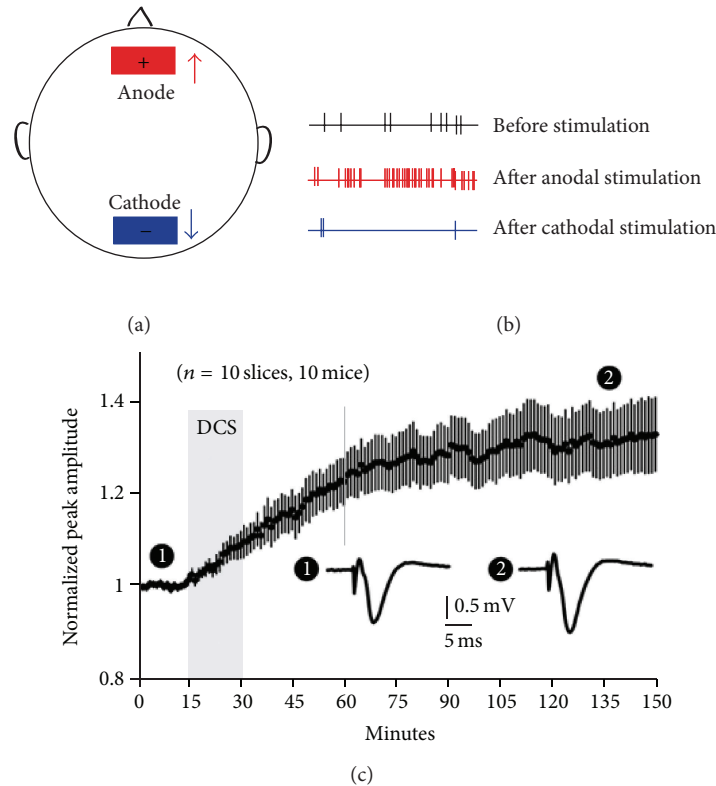 +
Anode
Cathode
−
(a)
Before stimulation
After anodal stimulation
After cathodal stimulation
(b)
(n = 10 slices, 10 mice)
DCS
1
2
1
2
0.5 mV
5 ms
Normalized peak amplitude
1.4
1.2
1
0.8
0 15 30 45 60 75 90 105 120 135 150
Minutes
(c)